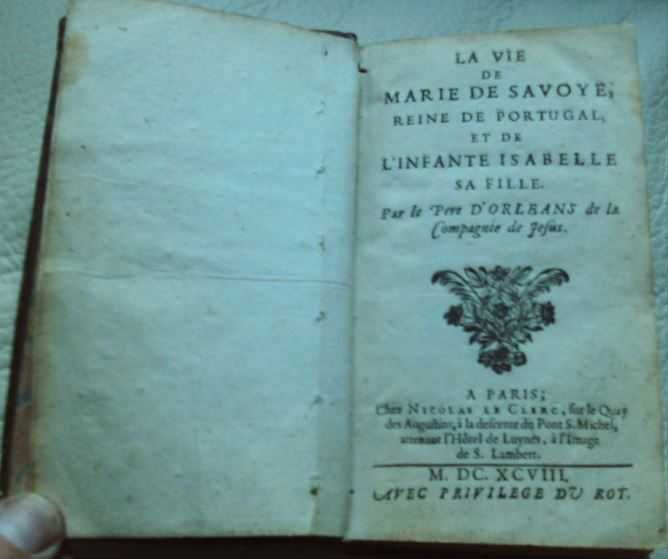 LA VIE
DE
MARIE DE SAVOYE,
REINE DE PORTUGAL,
ET DE
L'INFANTE ISABELLE
SA FILLE.
Par le Pere D'ORLEANS de la
Compagnie de Jesus.
A PARIS;
Chez NICOLAS LE CLERC, sur le Quay
des Augustins, à la descente du Pont S. Michel,
attenant l'Hôtel de Luynes, à l'Image
de S. Lambert.
M. DC. XCVIII.
AVEC PRIVILEGE DU ROY.